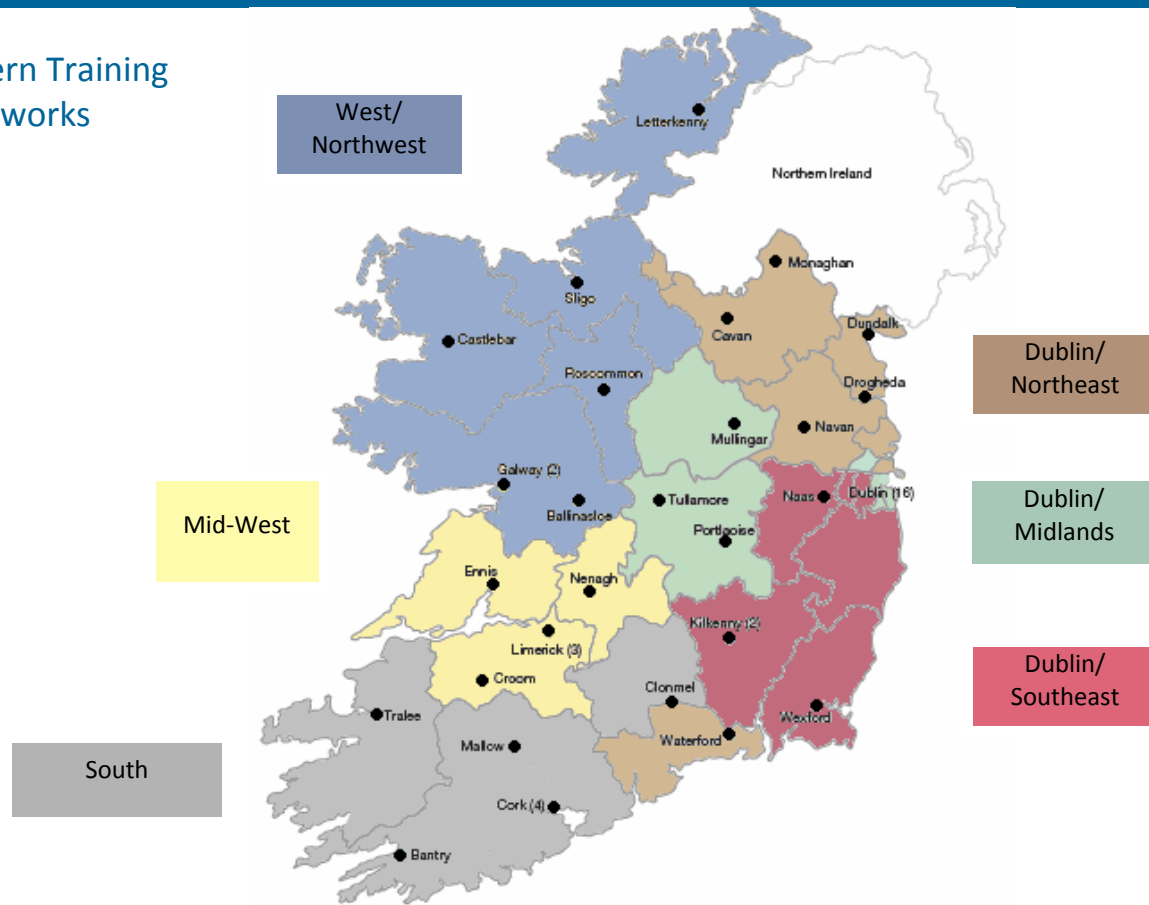 ern Training
works
West/
Northwest
Letterkenny
Northern Ireland
Monaghan
Sligo
Cavan
Dundalk
Castlebar
Dublin/
Northeast
Roscommon
Drogheda
Mullingar
Navan
Galway (2)
Mid-West
Ballinasloe
Tullamore
Naas
Dublin (16)
Dublin/
Midlands
Portlaoise
Ennis
Nenagh
Kilkenny (2)
Limerick (3)
Croom
Clonmel
Dublin/
Southeast
Tralee
Wexford
Mallow
Waterford
South
Cork (4)
Bantry